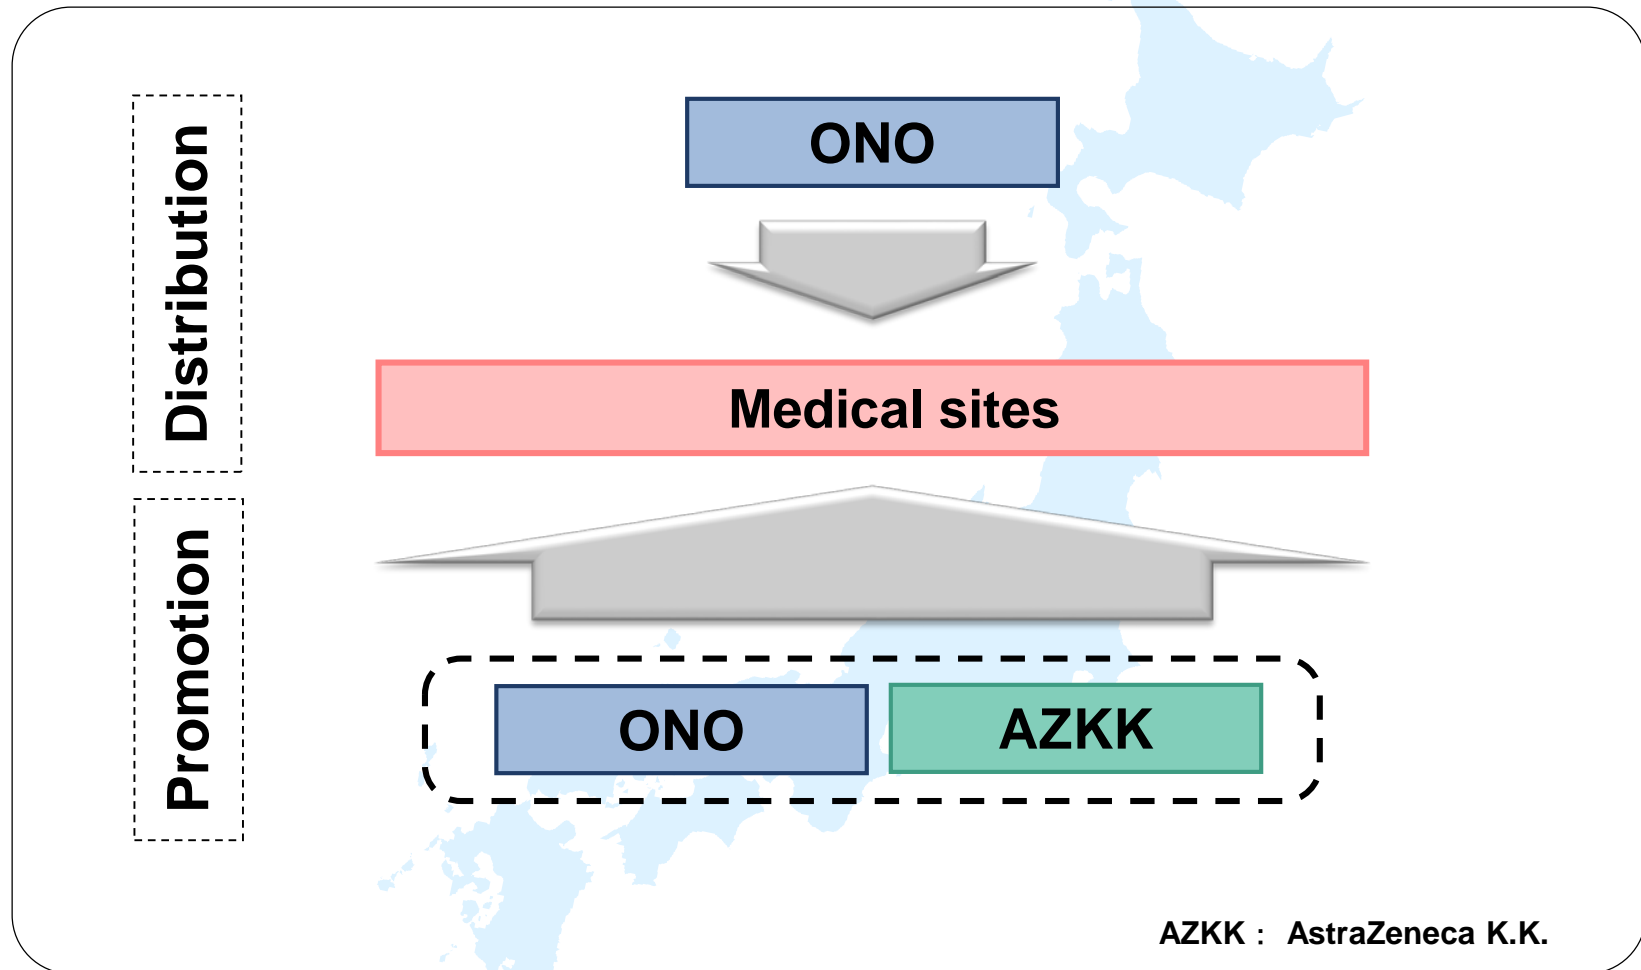 Distribution
ONO
Medical sites
Promotion
ONO
AZKK
AZKK : AstraZeneca K.K.